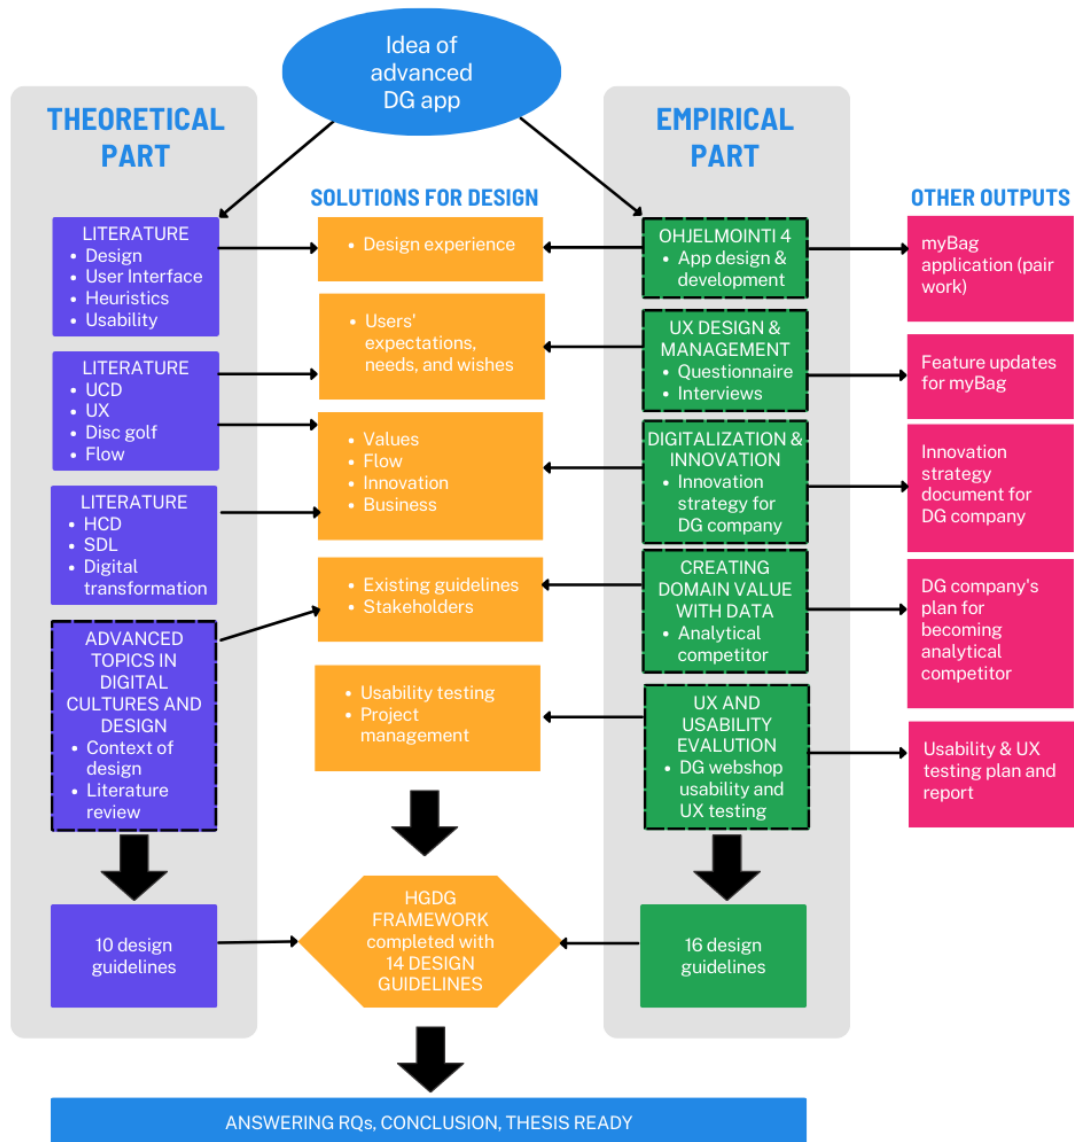 Idea of
advanced
DG app
THEORETICAL
PART
LITERATURE
• Design
• User Interface
• Heuristics
• Usability
LITERATURE
• UCD
• UX
• Disc golf
• Flow
LITERATURE
• HCD
• SDL
• Digital
transformation
ADVANCED
TOPICS IN
DIGITAL
CULTURES AND
DESIGN
• Context of
design
• Literature
review
10 design
guidelines
SOLUTIONS FOR DESIGN
• Design experience
• Users'
expectations,
needs, and wishes
• Values
• Flow
• Innovation
• Business
• Existing guidelines
• Stakeholders
• Usability testing
• Project
management
HGDG
FRAMEWORK
completed with
14 DESIGN
GUIDELINES
EMPIRICAL
PART
OHJELMOINTI 4
• App design &
development
UX DESIGN &
MANAGEMENT
• Questionnaire
• Interviews
DIGITALIZATION &
INNOVATION
• Innovation
strategy for
DG company
CREATING
DOMAIN VALUE
WITH DATA
• Analytical
competitor
UX AND
USABILITY
EVALUTION
• DG webshop
usability and
UX testing
16 design
guidelines
OTHER OUTPUTS
myBag
application (pair
work)
Feature updates
for myBag
Innovation
strategy
document for
DG company
DG company's
plan for
becoming
analytical
competitor
Usability & UX
testing plan and
report
ANSWERING RQs, CONCLUSION, THESIS READY